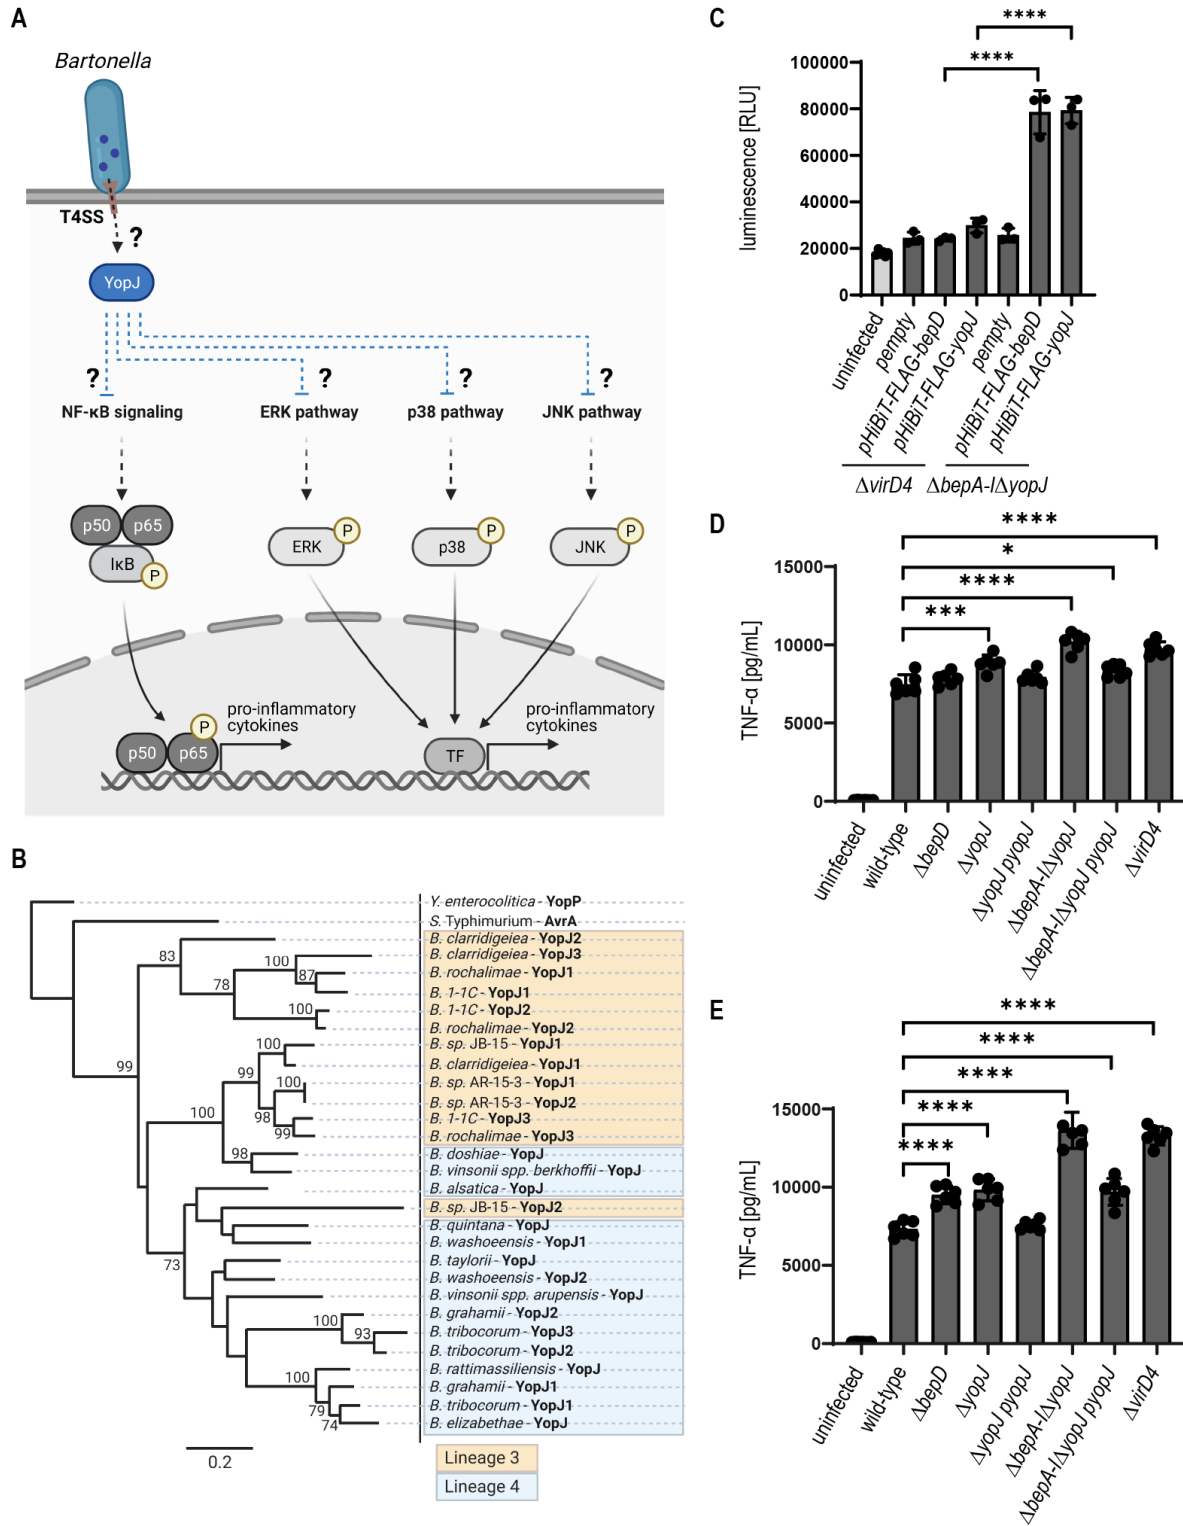 A
Bartonella
T4SS
?
YopJ
? ? ? ?
NF-κB signaling ERK pathway p38 pathway JNK pathway
p50 p65
IκB P
ERK P
p38 P
JNK P
pro-inflammatory
cytokines
pro-inflammatory
cytokines
P
p50 p65
TF
B
Y. enterocolitica - YopP
S. Typhimurium - AvrA
B. clarridgeiea - YopJ2
B. clarridgeiea - YopJ3
B. rochalimae - YopJ1
B. 1-1C - YopJ1
B. 1-1C - YopJ2
B. rochalimae - YopJ2
B. sp. JB-15 - YopJ1
B. clarridgeiea - YopJ1
B. sp. AR-15-3 - YopJ1
B. sp. AR-15-3 - YopJ2
B. 1-1C - YopJ3
B. rochalimae - YopJ3
B. doshiae - YopJ
B. vinsonii spp. berkhoffii - YopJ
B. alsatica - YopJ
B. sp. JB-15 - YopJ2
B. quintana - YopJ
B. washoeensis - YopJ1
B. taylorii - YopJ
B. washoeensis - YopJ2
B. vinsonii spp. arupensis - YopJ
B. grahamii - YopJ2
B. tribocorum - YopJ3
B. tribocorum - YopJ2
B. rattimassiliensis - YopJ
B. grahamii - YopJ1
B. tribocorum - YopJ1
B. elizabethae - YopJ
83
100
87
78
100
99
100
99
100
98
99
100
98
73
100
93
100
79
74
0.2
Lineage 3
Lineage 4
C
****
****
luminescence [RLU]
100000
80000
60000
40000
20000
0
uninfected
pempty
pHiBiT-FLAG-bepD
pHiBiT-FLAG-yopJ
pempty
pHiBiT-FLAG-bepD
pHiBiT-FLAG-yopJ
ΔvirD4 ΔbepA-IΔyopJ
D
****
*
****
***
TNF-α [pg/mL]
15000
10000
5000
0
uninfected
wild-type
ΔbepD
ΔyopJ
ΔyopJ pyopJ
ΔbepA-IΔyopJ
ΔbepA-IΔyopJ pyopJ
ΔvirD4
E
****
****
****
****
****
TNF-α [pg/mL]
15000
10000
5000
0
uninfected
wild-type
ΔbepD
ΔyopJ
ΔyopJ pyopJ
ΔbepA-IΔyopJ
ΔbepA-IΔyopJ pyopJ
ΔvirD4